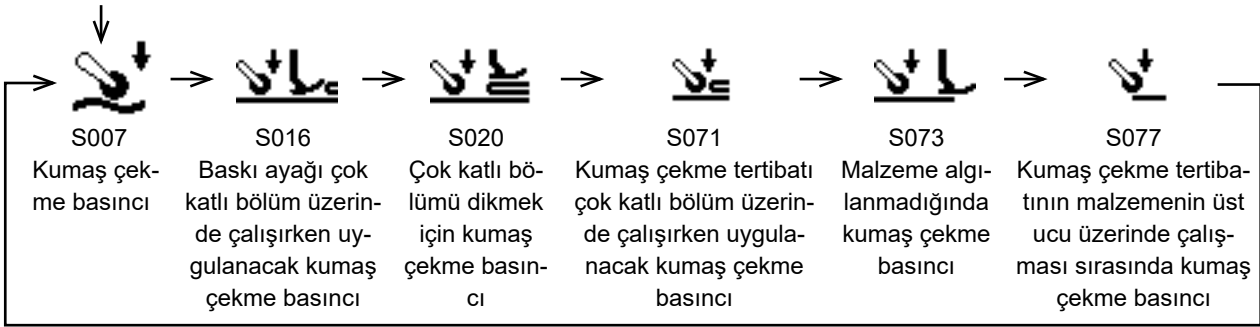 S007
Kumaş çek-
me basıncı
S016
Baskı ayağı çok
katlı bölüm üzerin-
de çalışırken uy-
gulanacak kumaş
çekme basıncı
S020
Çok katlı bö-
lümü dikmek
için kumaş
çekme basın-
cı
S071
Kumaş çekme tertibatı
çok katlı bölüm üzerin-
de çalışırken uygula-
nacak kumaş çekme
basıncı
S073
Malzeme algı-
lanmadığında
kumaş çekme
basıncı
S077
Kumaş çekme tertiba-
tının malzemenin üst
ucu üzerinde çalış-
ması sırasında kumaş
çekme basıncı